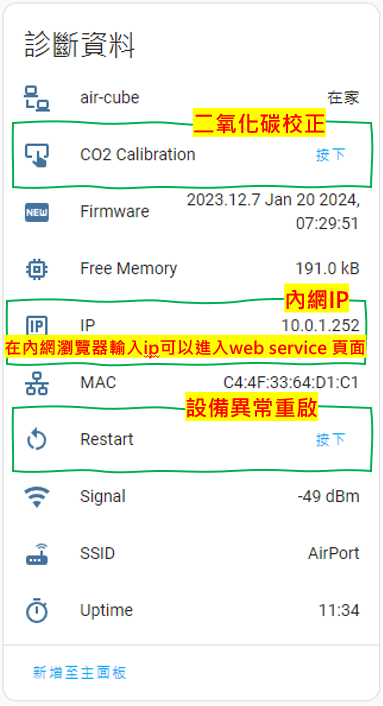 診斷資料
air-cube 在家
二氧化碳校正
CO2 Calibration 按下
NEW Firmware 2023.12.7 Jan 20 2024,
07:29:51
Free Memory 191.0 kB
內網IP
IP IP 10.0.1.252
在內網瀏覽器輸入ip可以進入web service 頁面
MAC C4:4F:33:64:D1:C1
設備異常重啟
Restart 按下
Signal -49 dBm
SSID AirPort
Uptime 11:34
新增至主面板